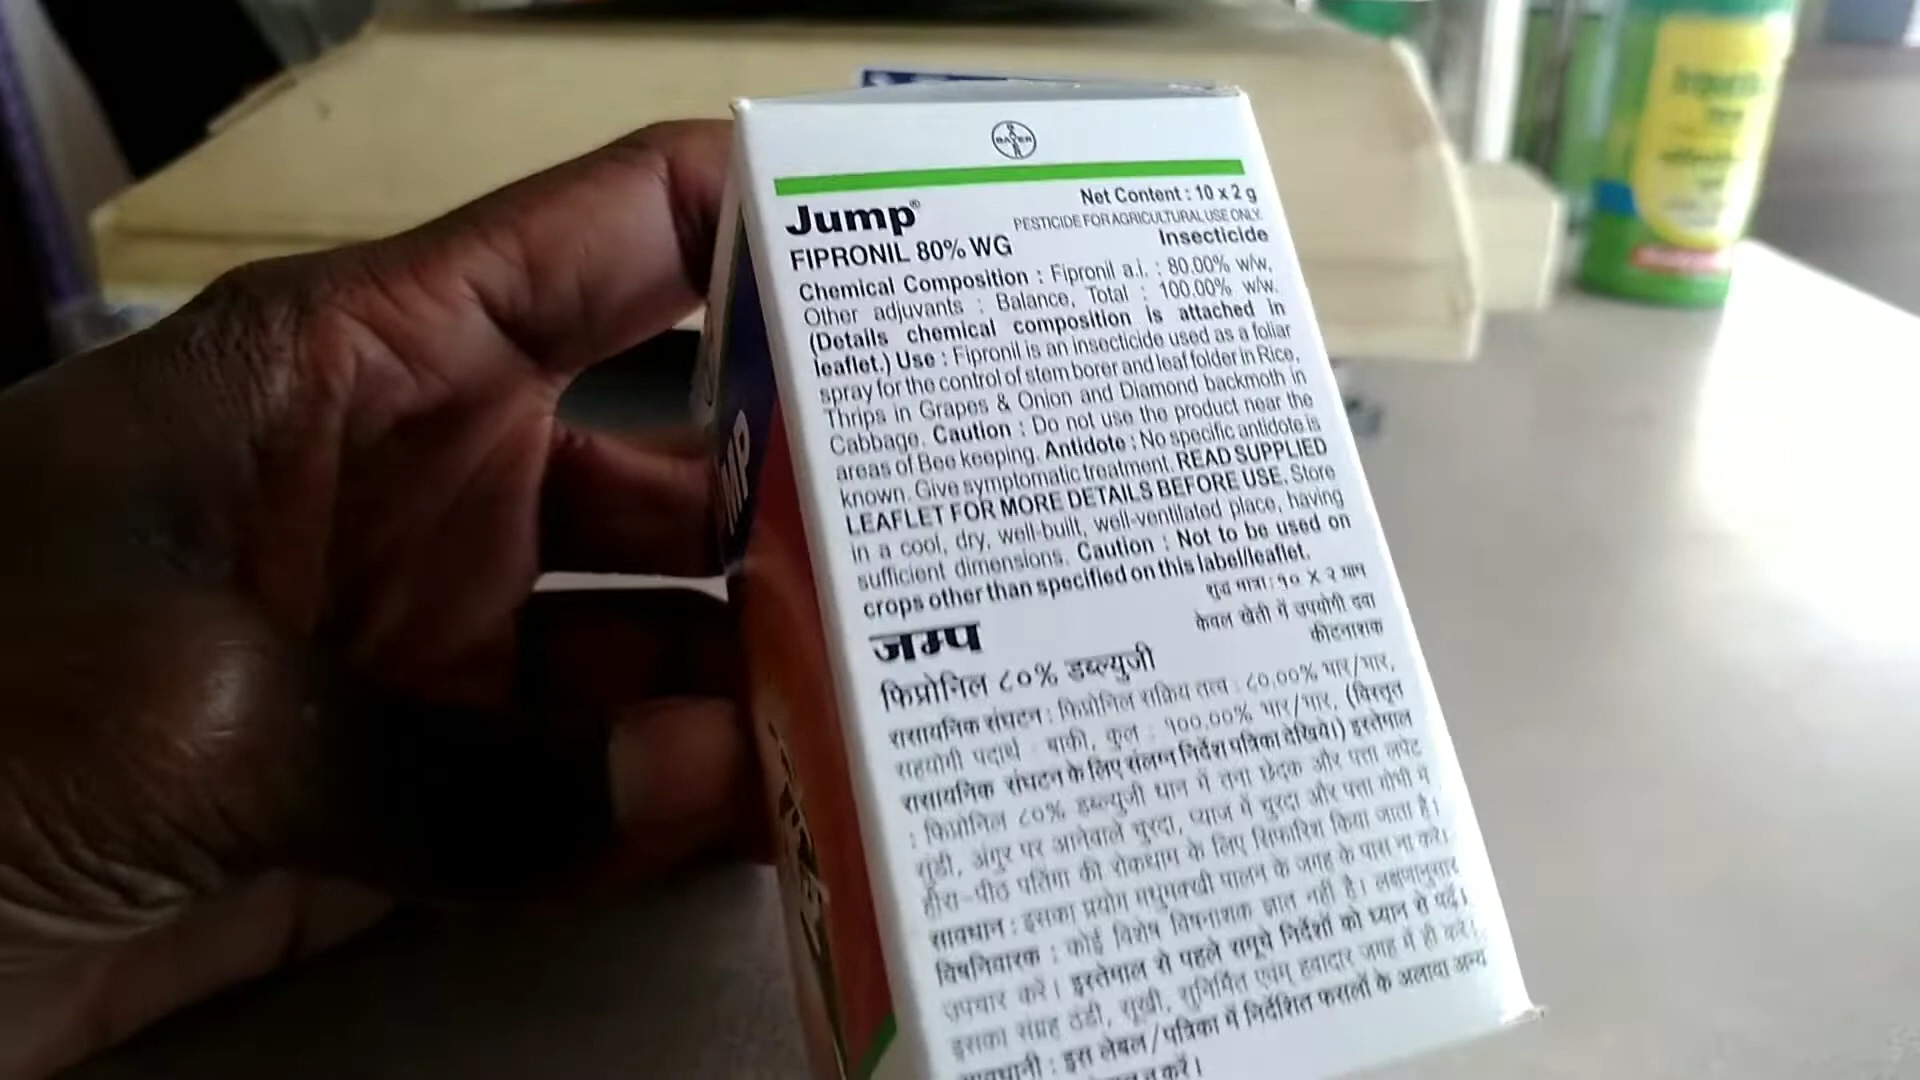 BAYER
Jump®
Net Content : 10 x 2 g
PESTICIDE FOR AGRICULTURAL USE ONLY.
FIPRONIL 80% WG
Insecticide
Chemical Composition : Fipronil a.i. : 80.00% w/w,
Other adjuvants : Balance, Total : 100.00% w/w.
(Details chemical composition is attached in
leaflet.) Use : Fipronil is an insecticide used as a foliar
spray for the control of stem borer and leaf folder in Rice,
Thrips in Grapes & Onion and Diamond backmoth in
Cabbage. Caution : Do not use the product near the
areas of Bee keeping. Antidote : No specific antidote is
known. Give symptomatic treatment. READ SUPPLIED
LEAFLET FOR MORE DETAILS BEFORE USE. Store
in a cool, dry, well-built, well-ventilated place, having
sufficient dimensions. Caution : Not to be used on
crops other than specified on this label/leaflet.
शुद्ध मात्रा : १० X २ ग्राम
केवल खेती में उपयोगी दवा
कीटनाशक
जम्प
फिप्रोनिल ८०% डब्ल्युजी
रासायनिक संघटन : फिप्रोनिल सक्रिय तत्व : ८०.००% भार/भार,
सहयोगी पदार्थ : बाकी, कुल : १००.००% भार/भार, (विस्तृत
रासायनिक संघटन के लिए संलग्न निर्देश पत्रिका देखिये।) इस्तेमाल
: फिप्रोनिल ८०% डब्ल्युजी धान में तना छेदक और पत्ता लपेट
सुंडी, अंगुर पर आनेवाले चुरदा, प्याज में चुरदा और पत्ता गोभी में
हीरा-पीठ पतिंगा की रोकथाम के लिए सिफारिश किया जाता है।
सावधान : इसका प्रयोग मधुमक्खी पालन के जगह के पास ना करें।
विषनिवारक : कोई विशेष विषनाशक ज्ञात नहीं है। लक्षणानुसार
उपचार करें। इस्तेमाल से पहले समूचे निर्देशों को ध्यान से पढ़ें।
इसका संग्रह ठंडी, सूखी, सुनिर्मित एवम् हवादार जगह में ही करें।
सावधानी : इस लेबल/पत्रिका में निर्देशित फसलों के अलावा अन्य
करें।